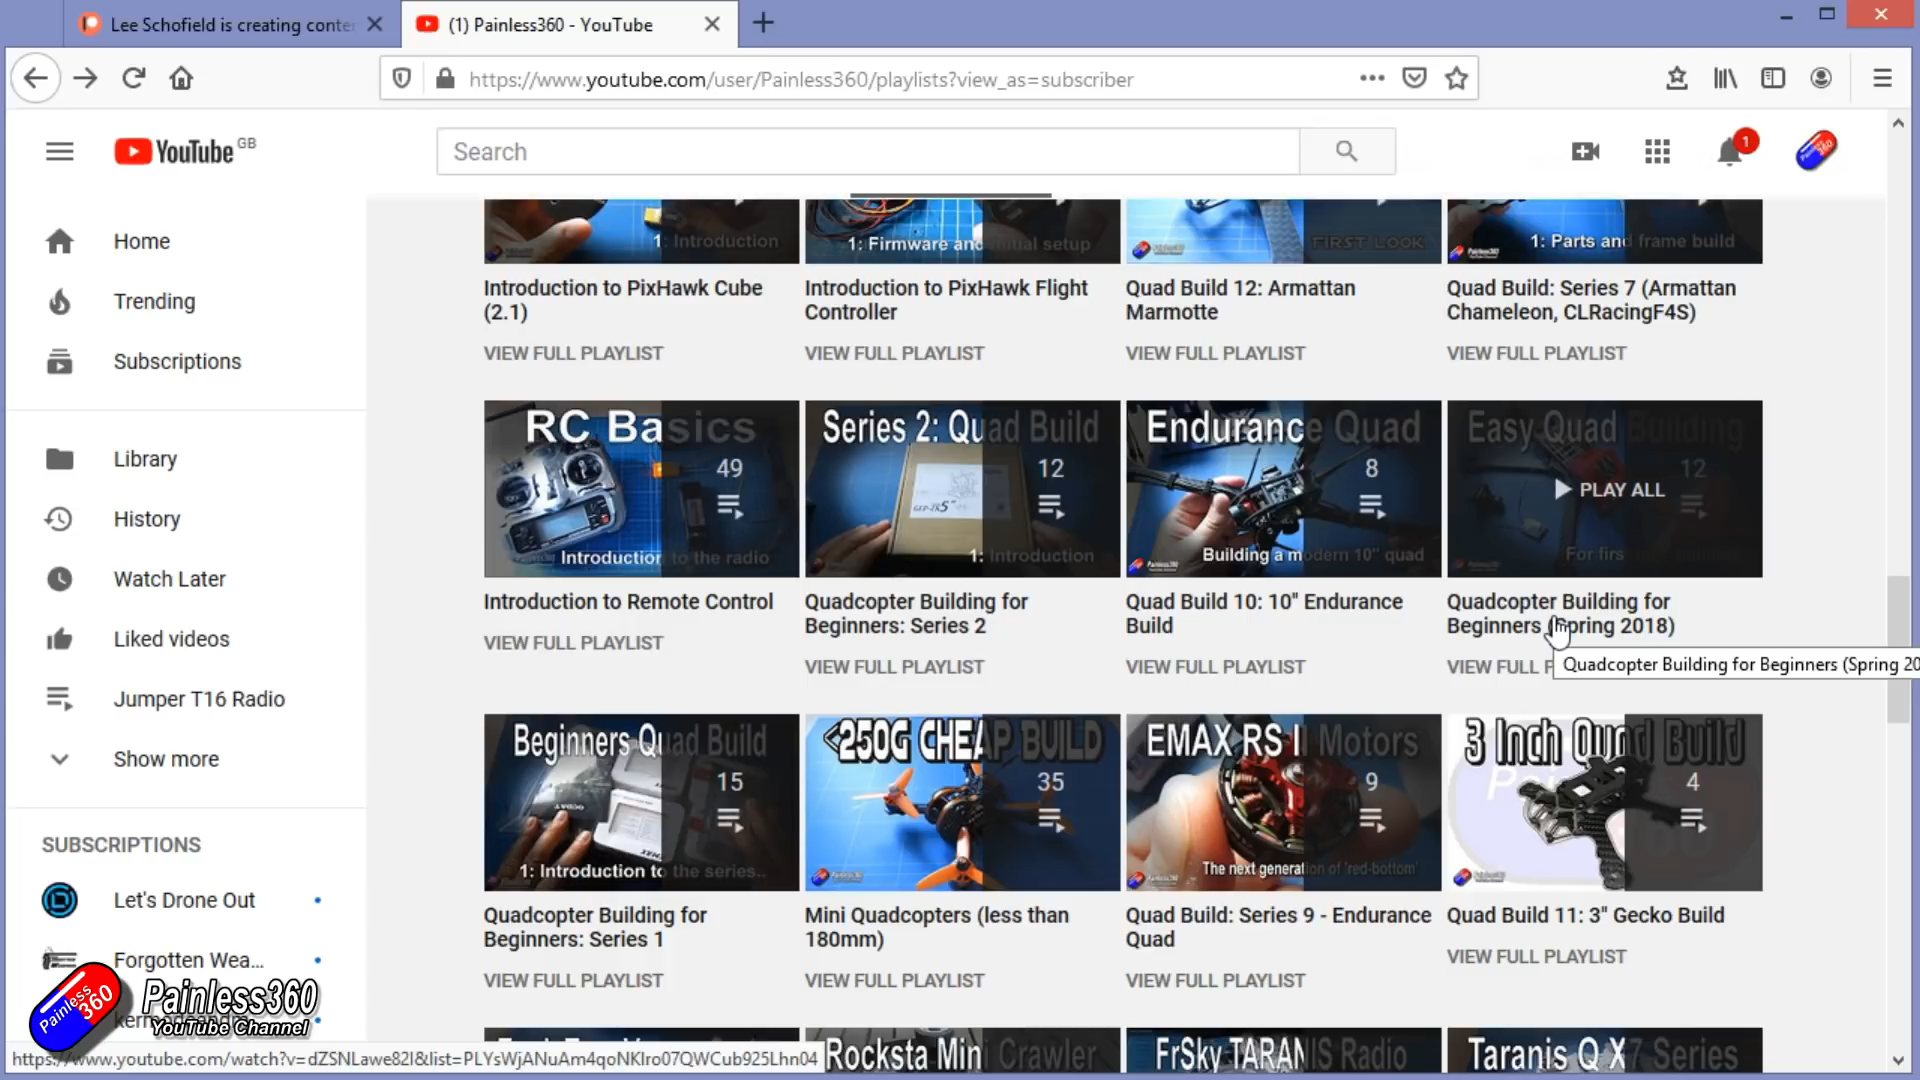 Lee Schofield is creating conte
(1) Painless360 - YouTube
https://www.youtube.com/user/Painless360/playlists?view_as=subscriber
YouTube GB
Search
1
Home
Trending
Subscriptions
Library
History
Watch Later
Liked videos
Jumper T16 Radio
Show more
SUBSCRIPTIONS
Let's Drone Out
Forgotten Wea...
1: Introduction
1: Firmware and initial setup
FIRST LOOK
1: Parts and frame build
Introduction to PixHawk Cube
(2.1)
VIEW FULL PLAYLIST
Introduction to PixHawk Flight
Controller
VIEW FULL PLAYLIST
Quad Build 12: Armattan
Marmotte
VIEW FULL PLAYLIST
Quad Build: Series 7 (Armattan
Chameleon, CLRacingF4S)
VIEW FULL PLAYLIST
RC Basics
49
Introduction to the radio
Introduction to Remote Control
VIEW FULL PLAYLIST
Series 2: Quad Build
12
1: Introduction
Quadcopter Building for
Beginners: Series 2
VIEW FULL PLAYLIST
Endurance Quad
8
Building a modern 10" quad
Quad Build 10: 10" Endurance
Build
VIEW FULL PLAYLIST
Easy Quad Building
12
PLAY ALL
For firs
Quadcopter Building for
Beginners (Spring 2018)
VIEW FULL P
Quadcopter Building for Beginners (Spring 20
Beginners Quad Build
15
1: Introduction to the series..
Quadcopter Building for
Beginners: Series 1
VIEW FULL PLAYLIST
<250G CHEAP BUILD
35
Mini Quadcopters (less than
180mm)
VIEW FULL PLAYLIST
EMAX RS II Motors
9
The next generation of 'red-bottom'
Quad Build: Series 9 - Endurance
Quad
VIEW FULL PLAYLIST
3 Inch Quad Build
4
Quad Build 11: 3" Gecko Build
VIEW FULL PLAYLIST
Rocksta Mini Crawler
FrSky TARANIS Radio
Taranis Q X7 Series
Painless 360
Painless360
YouTube Channel
https://www.youtube.com/watch?v=dZSNLawe82I&list=PLYsWjANuAm4qoNKIro07QWCub925Lhn04